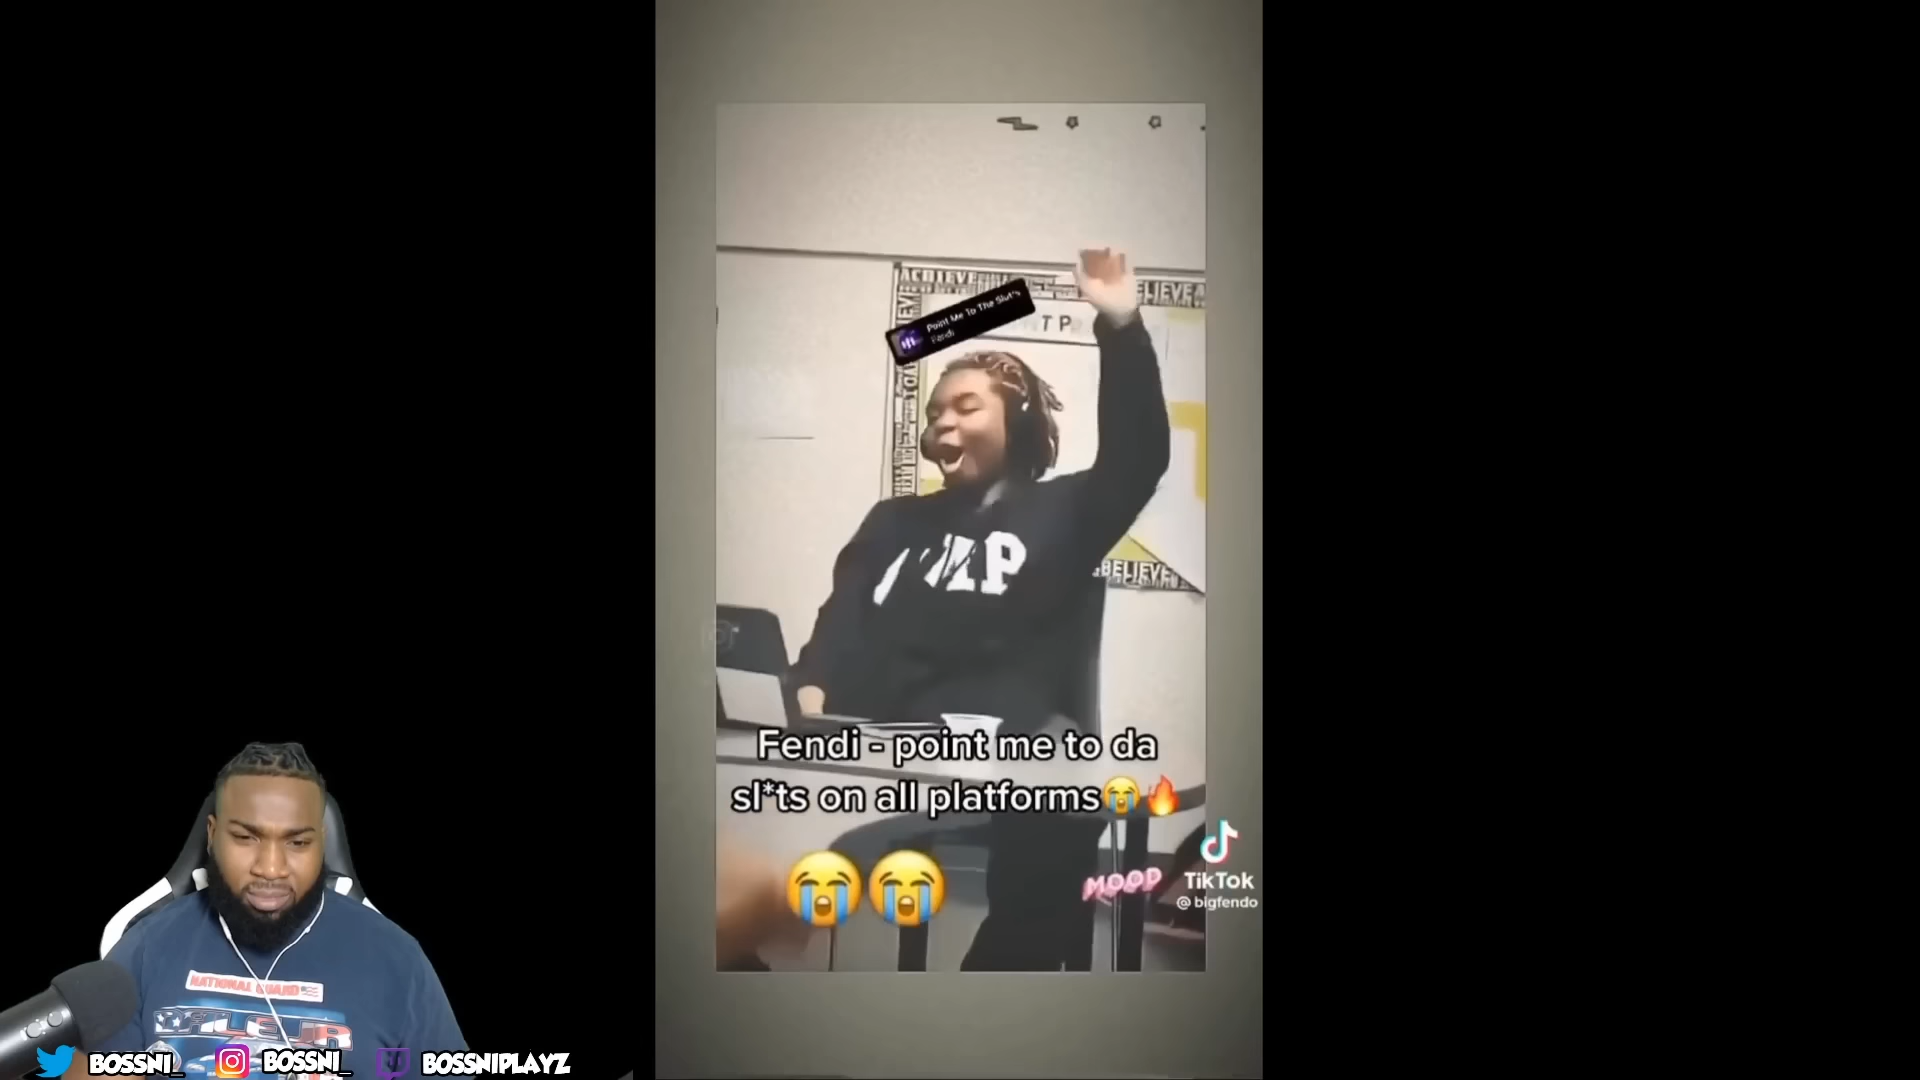 ACHIEVE
BELIEVE
Point Me To The Slut's
Fendi
BELIEVE
Fendi - point me to da
sl*ts on all platforms😭🔥
😭😭
MOOD
TikTok
@bigfendo
NATIONAL GUARD
BOSSNI_
BOSSNI_
BOSSNIPLAYZ